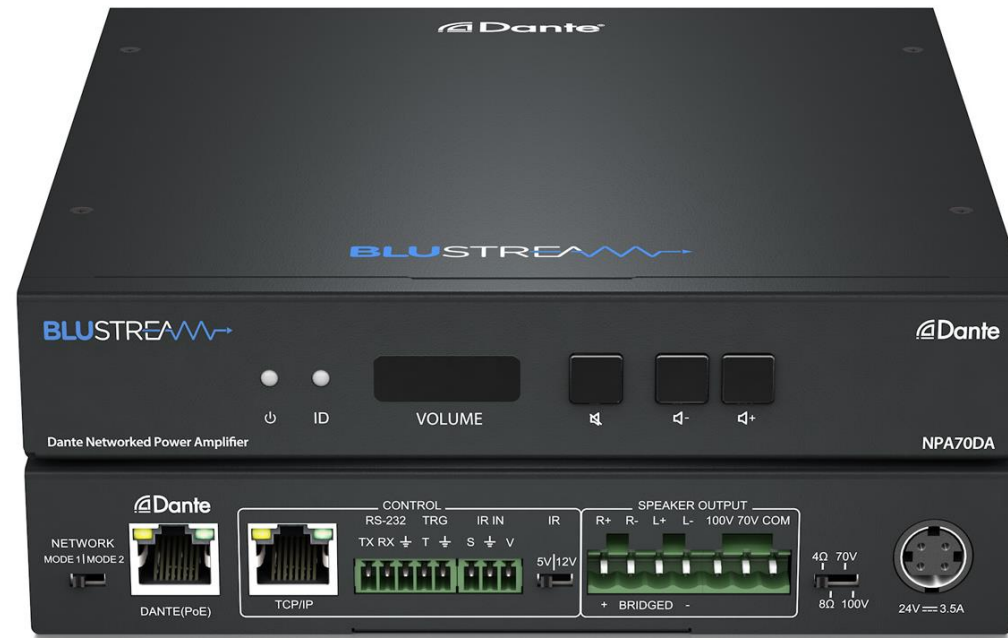 Dante
BLUSTREAM
BLUSTREAM
Dante
ID
VOLUME
Dante Networked Power Amplifier
NPA70DA
Dante
CONTROL
SPEAKER OUTPUT
RS-232 TRG IR IN IR
R+ R- L+ L- 100V 70V COM
NETWORK
MODE 1 | MODE 2
TX RX T S V
5V|12V
4Ω 70V
DANTE(PoE)
TCP/IP
+ BRIDGED -
8Ω 100V
24V⎓3.5A